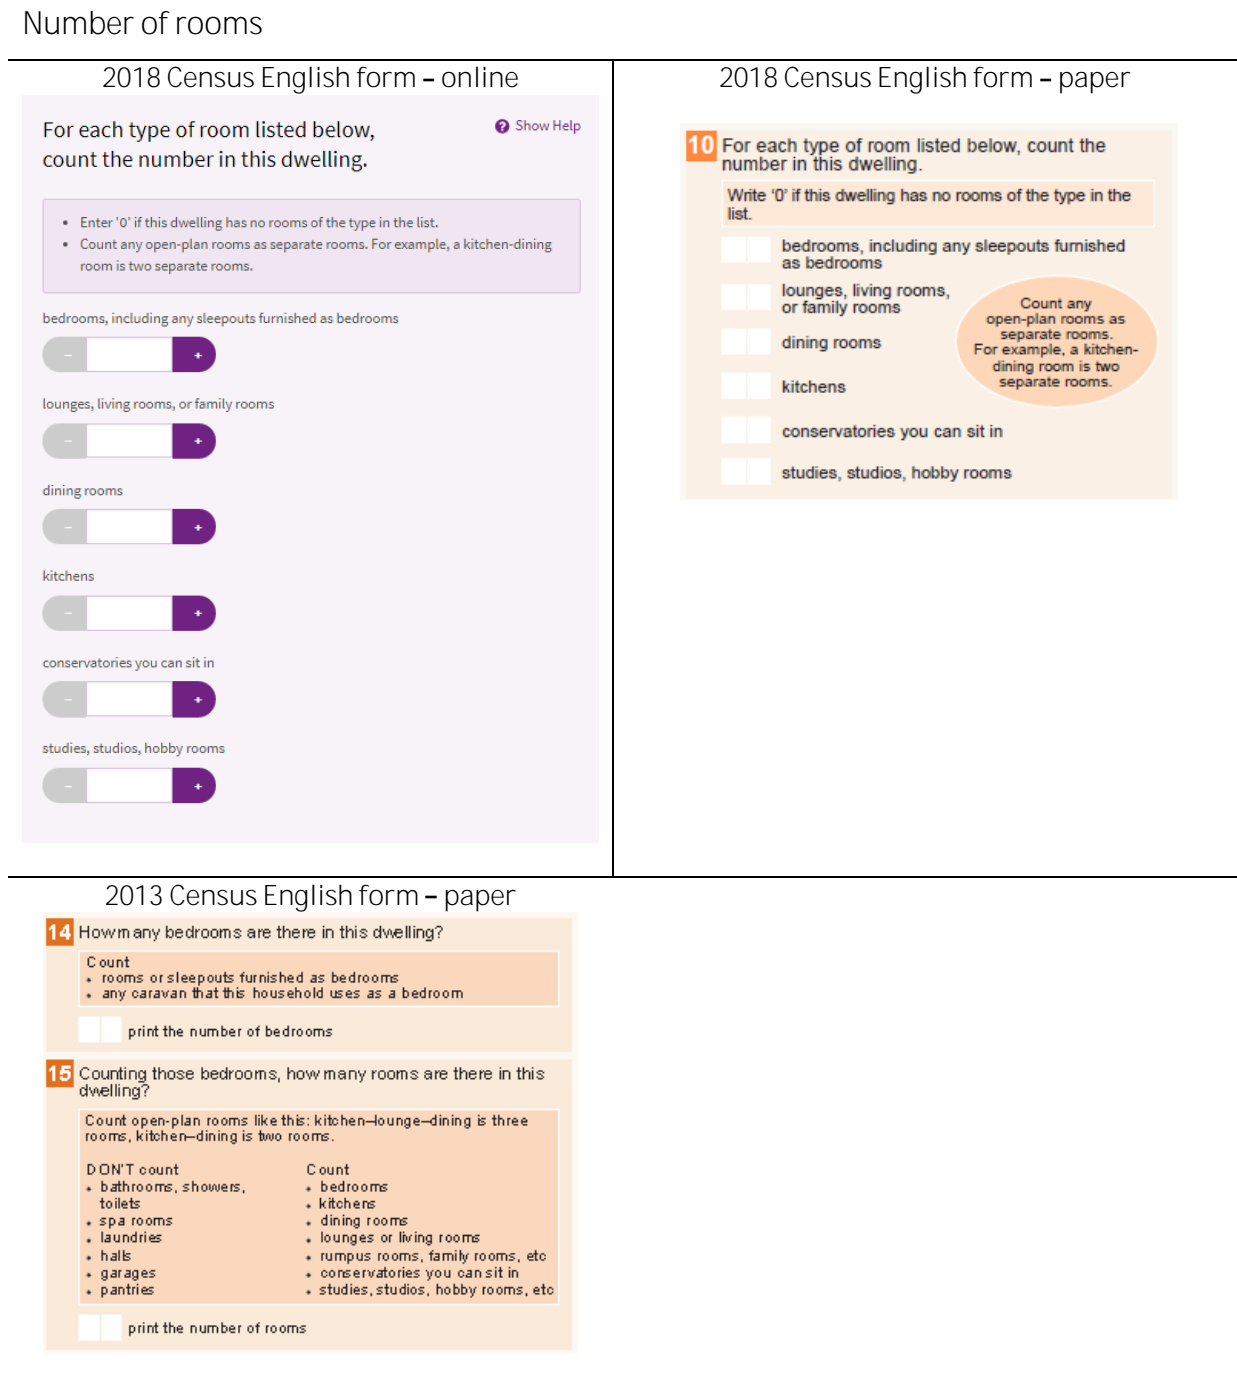 Number of rooms
2018 Census English form – online
For each type of room listed below,
count the number in this dwelling.
Show Help
• Enter '0' if this dwelling has no rooms of the type in the list.
• Count any open-plan rooms as separate rooms. For example, a kitchen-dining
room is two separate rooms.
bedrooms, including any sleepouts furnished as bedrooms
– +
lounges, living rooms, or family rooms
– +
dining rooms
– +
kitchens
– +
conservatories you can sit in
– +
studies, studios, hobby rooms
– +
2018 Census English form – paper
10 For each type of room listed below, count the
number in this dwelling.
Write '0' if this dwelling has no rooms of the type in the
list.
bedrooms, including any sleepouts furnished
as bedrooms
lounges, living rooms,
or family rooms
dining rooms
kitchens
conservatories you can sit in
studies, studios, hobby rooms
Count any
open-plan rooms as
separate rooms.
For example, a kitchen-
dining room is two
separate rooms.
2013 Census English form – paper
14 How many bedrooms are there in this dwelling?
Count
• rooms or sleepouts furnished as bedrooms
• any caravan that this household uses as a bedroom
print the number of bedrooms
15 Counting those bedrooms, how many rooms are there in this
dwelling?
Count open-plan rooms like this: kitchen–lounge–dining is three
rooms, kitchen–dining is two rooms.
DON'T count
• bathrooms, showers,
toilets
• spa rooms
• laundries
• halls
• garages
• pantries
Count
• bedrooms
• kitchens
• dining rooms
• lounges or living rooms
• rumpus rooms, family rooms, etc
• conservatories you can sit in
• studies, studios, hobby rooms, etc
print the number of rooms